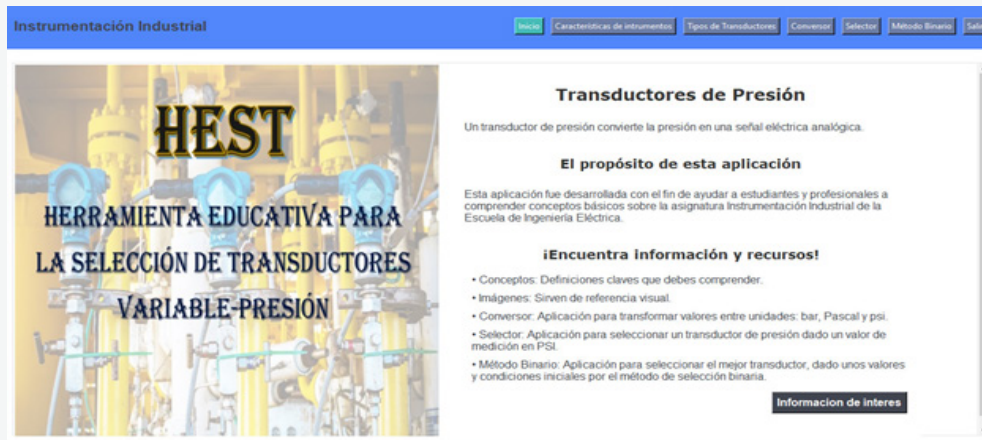 Instrumentación Industrial
Inicio
Características de intrumentos
Tipos de Transductores
Conversor
Selector
Método Binario
HEST
HERRAMIENTA EDUCATIVA PARA
LA SELECCIÓN DE TRANSDUCTORES
VARIABLE-PRESIÓN
Transductores de Presión
Un transductor de presión convierte la presión en una señal eléctrica analógica.
El propósito de esta aplicación
Esta aplicación fue desarrollada con el fin de ayudar a estudiantes y profesionales a
comprender conceptos básicos sobre la asignatura Instrumentación Industrial de la
Escuela de Ingeniería Eléctrica.
¡Encuentra información y recursos!
• Conceptos: Definiciones claves que debes comprender.
• Imágenes: Sirven de referencia visual.
• Conversor: Aplicación para transformar valores entre unidades: bar, Pascal y psi.
• Selector: Aplicación para seleccionar un transductor de presión dado un valor de
medición en PSI.
• Método Binario: Aplicación para seleccionar el mejor transductor, dado unos valores
y condiciones iniciales por el método de selección binaria.
Informacion de interes